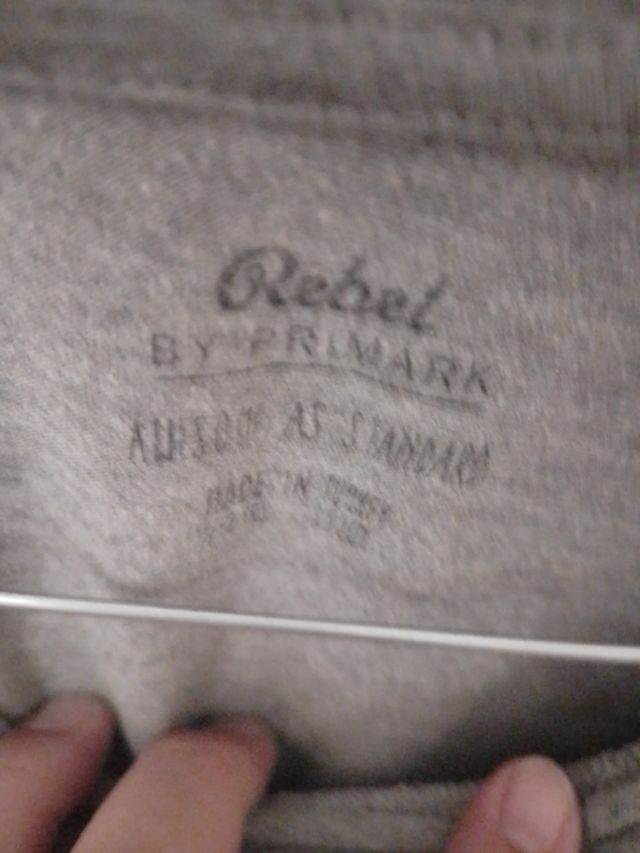 Rebel
BY PRIMARK
AS STANDARD
MADE IN TURKEY